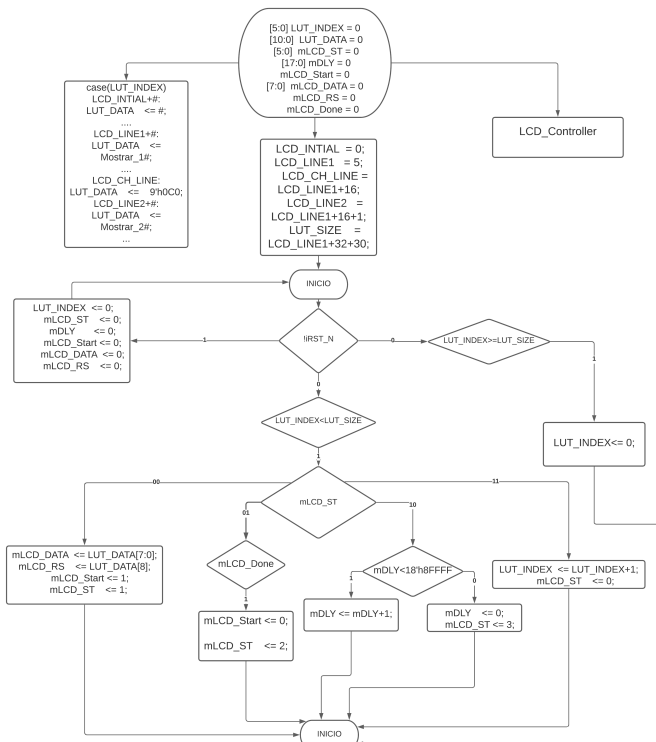 [5:0] LUT_INDEX = 0
[10:0] LUT_DATA = 0
[5:0] mLCD_ST = 0
[17:0] mDLY = 0
mLCD_Start = 0
[7:0] mLCD_DATA = 0
mLCD_RS = 0
mLCD_Done = 0
case(LUT_INDEX)
LCD_INTIAL+#:
LUT_DATA <= #;
....
LCD_LINE1+#:
LUT_DATA <=
Mostrar_1#;
....
LCD_CH_LINE:
LUT_DATA <= 9'h0C0;
LCD_LINE2+#:
LUT_DATA <=
Mostrar_2#;
...
LCD_INTIAL = 0;
LCD_LINE1 = 5;
LCD_CH_LINE =
LCD_LINE1+16;
LCD_LINE2 =
LCD_LINE1+16+1;
LUT_SIZE =
LCD_LINE1+32+30;
LCD_Controller
INICIO
LUT_INDEX <= 0;
mLCD_ST <= 0;
mDLY <= 0;
mLCD_Start <= 0;
mLCD_DATA <= 0;
mLCD_RS <= 0;
1
!iRST_N
0
LUT_INDEX>=LUT_SIZE
1
0
LUT_INDEX<LUT_SIZE
LUT_INDEX<= 0;
1
00
mLCD_ST
11
01
10
mLCD_DATA <= LUT_DATA[7:0];
mLCD_RS <= LUT_DATA[8];
mLCD_Start <= 1;
mLCD_ST <= 1;
mLCD_Done
mDLY<18'h8FFFF
LUT_INDEX <= LUT_INDEX+1;
mLCD_ST <= 0;
1
1
0
mLCD_Start <= 0;
mLCD_ST <= 2;
mDLY <= mDLY+1;
mDLY <= 0;
mLCD_ST <= 3;
INICIO